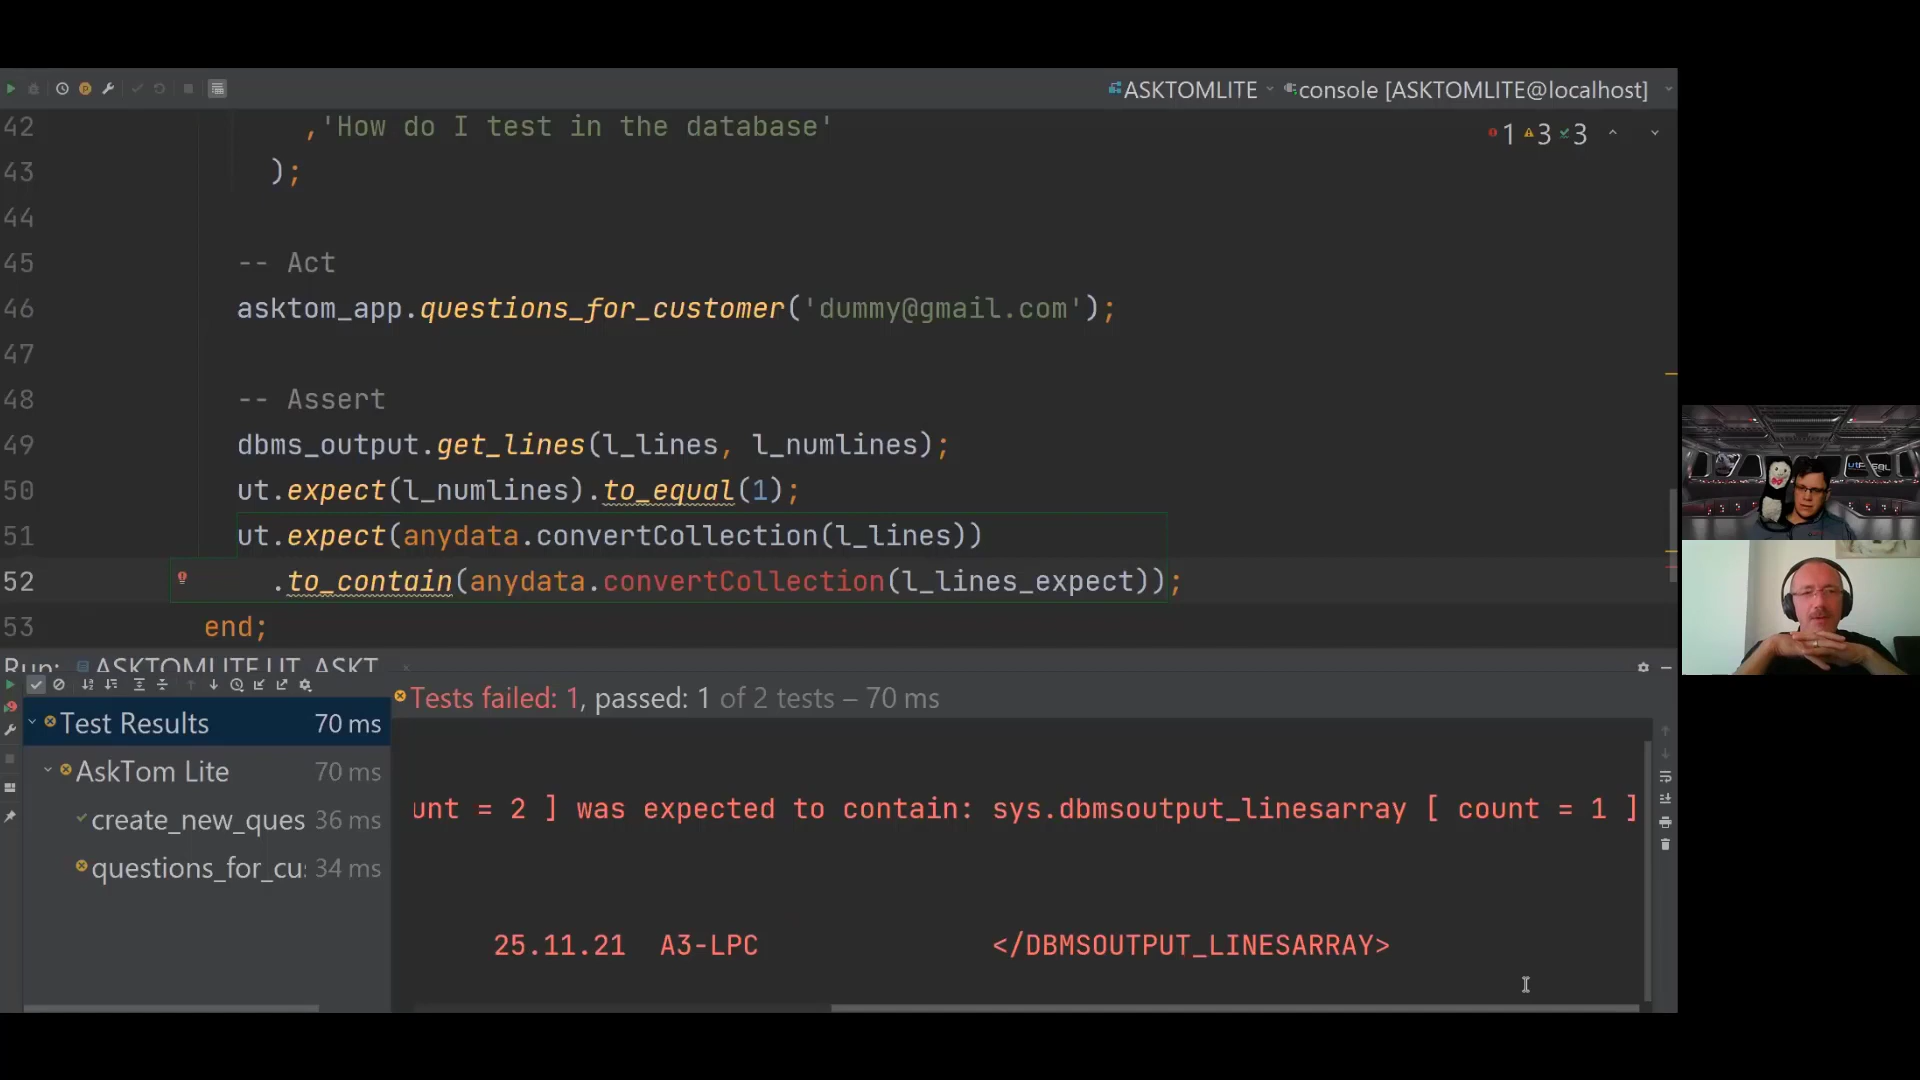 ASKTOMLITE console [ASKTOMLITE@localhost]
42 ,'How do I test in the database'
1 3 3
43 );
44
45 -- Act
46 asktom_app.questions_for_customer('dummy@gmail.com');
47
48 -- Assert
49 dbms_output.get_lines(l_lines, l_numlines);
50 ut.expect(l_numlines).to_equal(1);
51 ut.expect(anydata.convertCollection(l_lines))
52 .to_contain(anydata.convertCollection(l_lines_expect));
53 end;
Run: ASKTOMLITE.UT_ASKT
Tests failed: 1, passed: 1 of 2 tests – 70 ms
Test Results 70 ms
AskTom Lite 70 ms
create_new_ques 36 ms
questions_for_cu 34 ms
unt = 2 ] was expected to contain: sys.dbmsoutput_linesarray [ count = 1 ]
25.11.21 A3-LPC </DBMSOUTPUT_LINESARRAY>